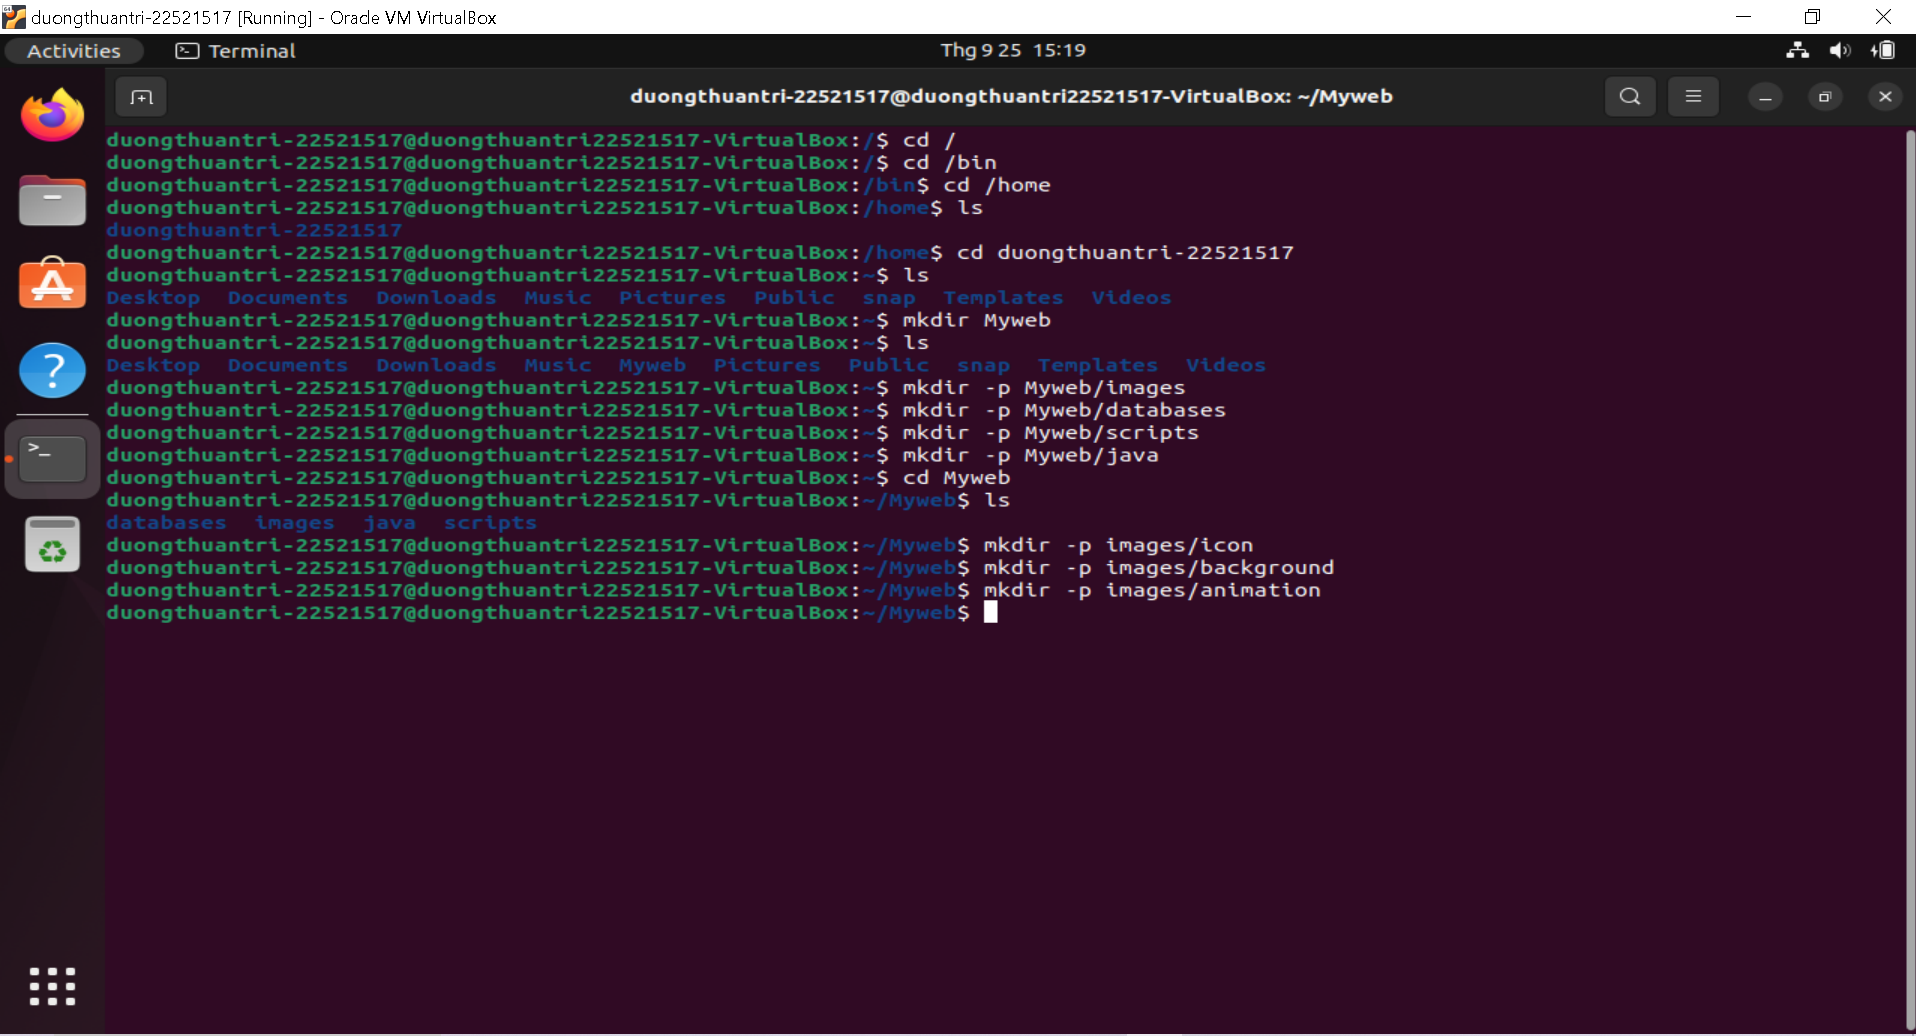 duongthuantri-22521517 [Running] - Oracle VM VirtualBox
Activities Terminal Thg 9 25 15:19
duongthuantri-22521517@duongthuantri22521517-VirtualBox: ~/Myweb
duongthuantri-22521517@duongthuantri22521517-VirtualBox:/$ cd /
duongthuantri-22521517@duongthuantri22521517-VirtualBox:/$ cd /bin
duongthuantri-22521517@duongthuantri22521517-VirtualBox:/bin$ cd /home
duongthuantri-22521517@duongthuantri22521517-VirtualBox:/home$ ls
duongthuantri-22521517
duongthuantri-22521517@duongthuantri22521517-VirtualBox:/home$ cd duongthuantri-22521517
duongthuantri-22521517@duongthuantri22521517-VirtualBox:~$ ls
Desktop Documents Downloads Music Pictures Public snap Templates Videos
duongthuantri-22521517@duongthuantri22521517-VirtualBox:~$ mkdir Myweb
duongthuantri-22521517@duongthuantri22521517-VirtualBox:~$ ls
Desktop Documents Downloads Music Myweb Pictures Public snap Templates Videos
duongthuantri-22521517@duongthuantri22521517-VirtualBox:~$ mkdir -p Myweb/images
duongthuantri-22521517@duongthuantri22521517-VirtualBox:~$ mkdir -p Myweb/databases
duongthuantri-22521517@duongthuantri22521517-VirtualBox:~$ mkdir -p Myweb/scripts
duongthuantri-22521517@duongthuantri22521517-VirtualBox:~$ mkdir -p Myweb/java
duongthuantri-22521517@duongthuantri22521517-VirtualBox:~$ cd Myweb
duongthuantri-22521517@duongthuantri22521517-VirtualBox:~/Myweb$ ls
databases images java scripts
duongthuantri-22521517@duongthuantri22521517-VirtualBox:~/Myweb$ mkdir -p images/icon
duongthuantri-22521517@duongthuantri22521517-VirtualBox:~/Myweb$ mkdir -p images/background
duongthuantri-22521517@duongthuantri22521517-VirtualBox:~/Myweb$ mkdir -p images/animation
duongthuantri-22521517@duongthuantri22521517-VirtualBox:~/Myweb$